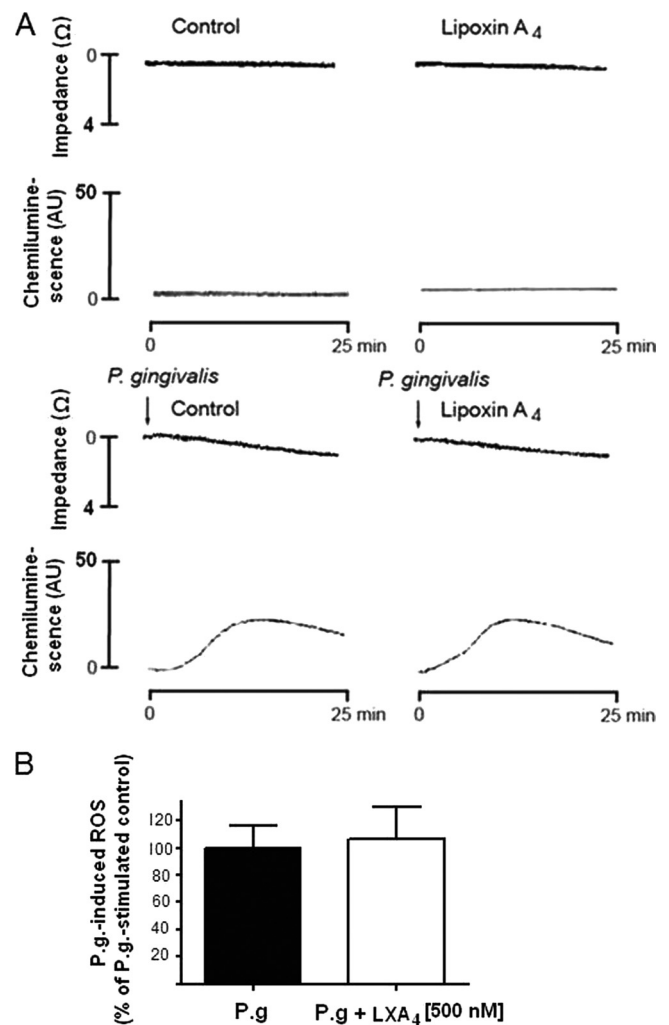 A
Control
Lipoxin A4
Impedance (Ω)
0
4
Chemilumine-
scence (AU)
50
0
0
25 min
0
25 min
P. gingivalis
P. gingivalis
Control
Lipoxin A4
Impedance (Ω)
0
4
Chemilumine-
scence (AU)
50
0
0
25 min
0
25 min
B
P.g.-induced ROS
(% of P.g.-stimulated control)
120
100
80
60
40
20
P.g
P.g + LXA4 [500 nM]